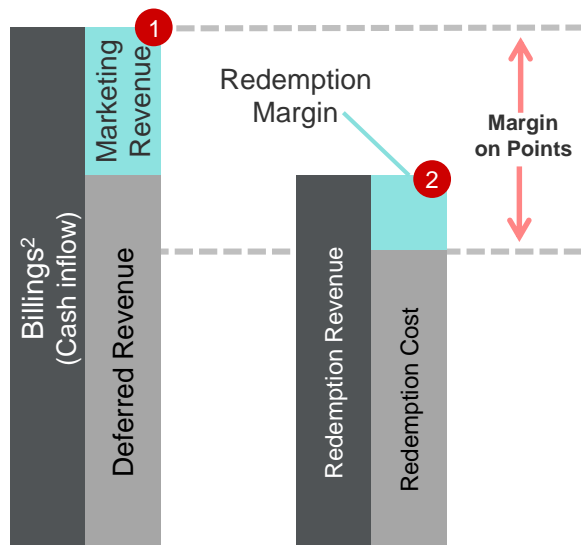 Billings2
(Cash inflow)
1
Marketing
Revenue
Deferred Revenue
Redemption
Margin
2
Redemption Revenue
Redemption Cost
Margin
on Points